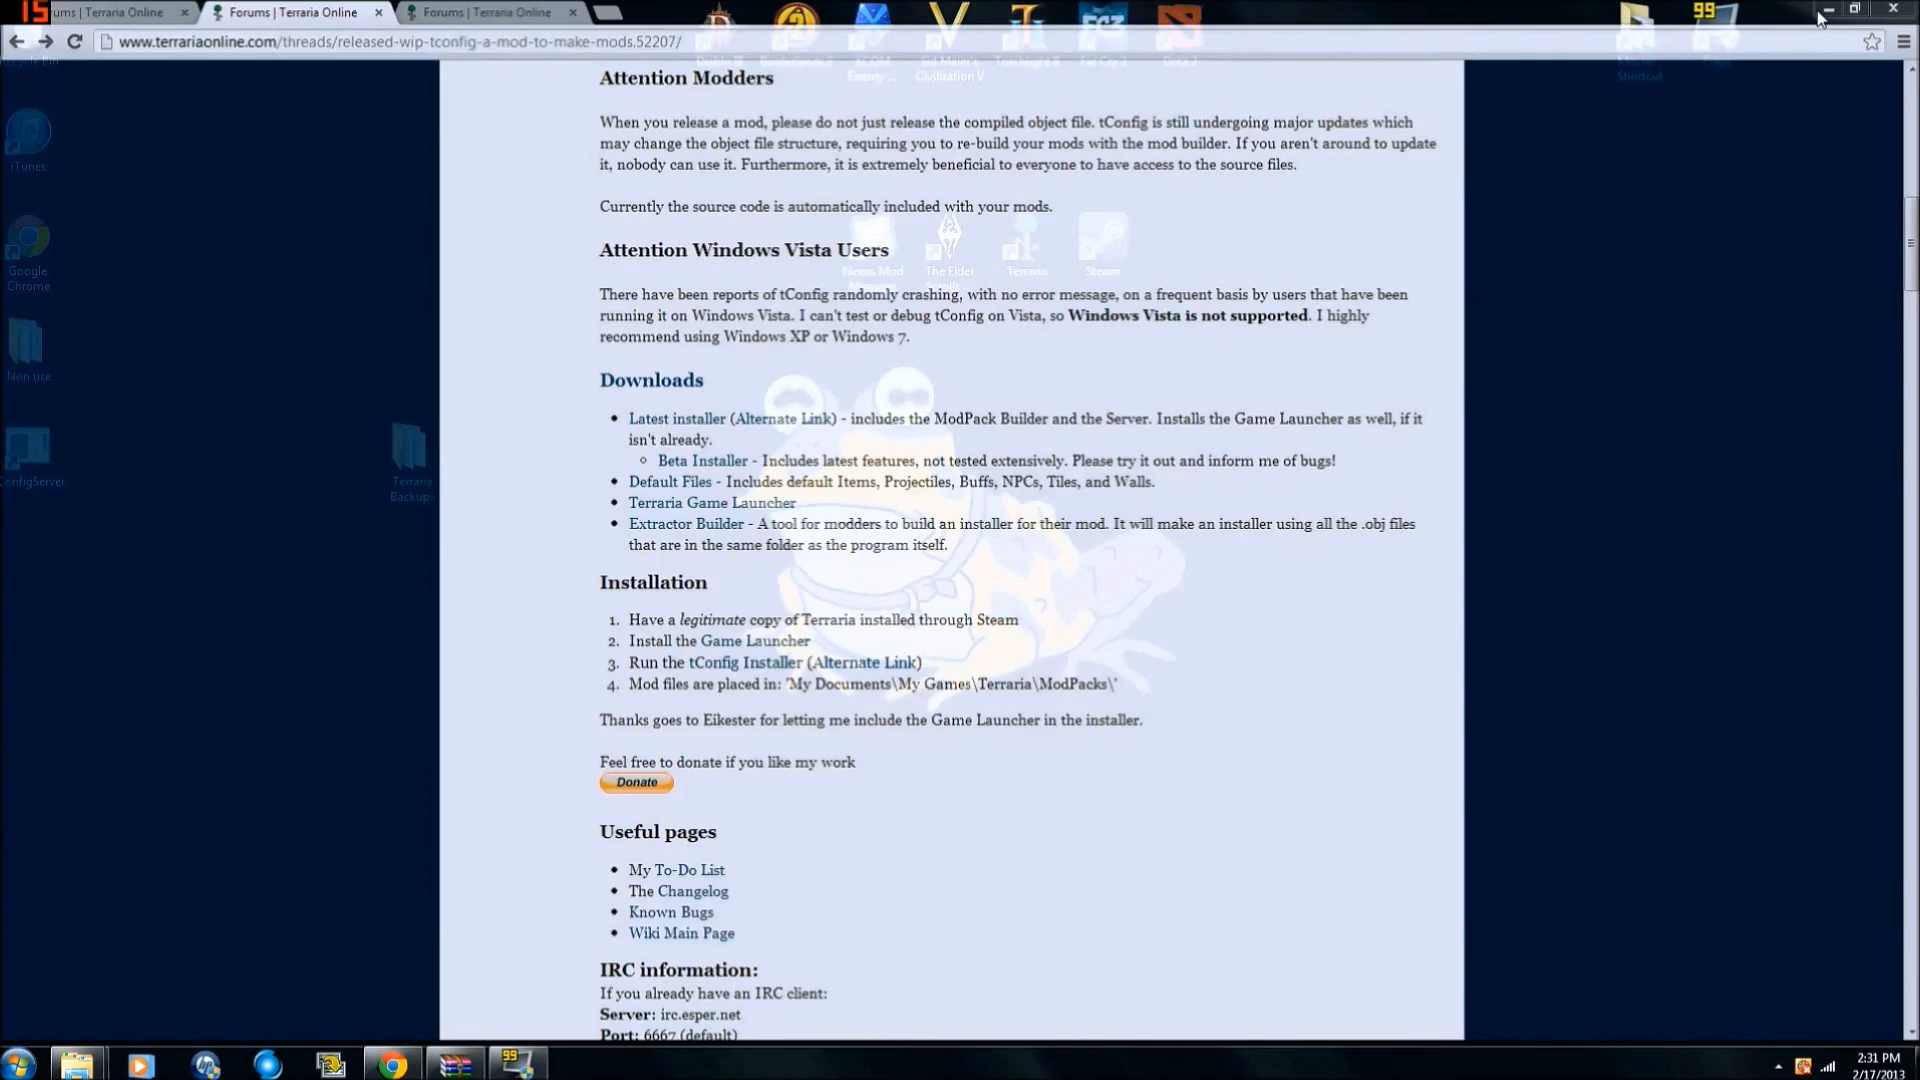 15
ums | Terraria Online
Forums | Terraria Online
Forums | Terraria Online
99
www.terrariaonline.com/threads/released-wip-tconfig-a-mod-to-make-mods.52207/
Civilisation V
Shortcut
Attention Modders
When you release a mod, please do not just release the compiled object file. tConfig is still undergoing major updates which
may change the object file structure, requiring you to re-build your mods with the mod builder. If you aren't around to update
it, nobody can use it. Furthermore, it is extremely beneficial to everyone to have access to the source files.
iTunes
Currently the source code is automatically included with your mods.
Attention Windows Vista Users
Google
Chrome
Nexus Mod
The Elder
Terraria
Steam
There have been reports of tConfig randomly crashing, with no error message, on a frequent basis by users that have been
running it on Windows Vista. I can't test or debug tConfig on Vista, so Windows Vista is not supported. I highly
recommend using Windows XP or Windows 7.
Non use
Downloads
Latest installer (Alternate Link) - includes the ModPack Builder and the Server. Installs the Game Launcher as well, if it
isn't already.
Beta Installer - Includes latest features, not tested extensively. Please try it out and inform me of bugs!
Default Files - Includes default Items, Projectiles, Buffs, NPCs, Tiles, and Walls.
onfigServer
Terraria
Backups
Terraria Game Launcher
Extractor Builder - A tool for modders to build an installer for their mod. It will make an installer using all the .obj files
that are in the same folder as the program itself.
Installation
1. Have a legitimate copy of Terraria installed through Steam
2. Install the Game Launcher
3. Run the tConfig Installer (Alternate Link)
4. Mod files are placed in: 'My Documents\My Games\Terraria\ModPacks\'
Thanks goes to Eikester for letting me include the Game Launcher in the installer.
Feel free to donate if you like my work
Donate
Useful pages
My To-Do List
The Changelog
Known Bugs
Wiki Main Page
IRC information:
If you already have an IRC client:
Server: irc.esper.net
Port: 6667 (default)
99
2:31 PM
2/17/2013